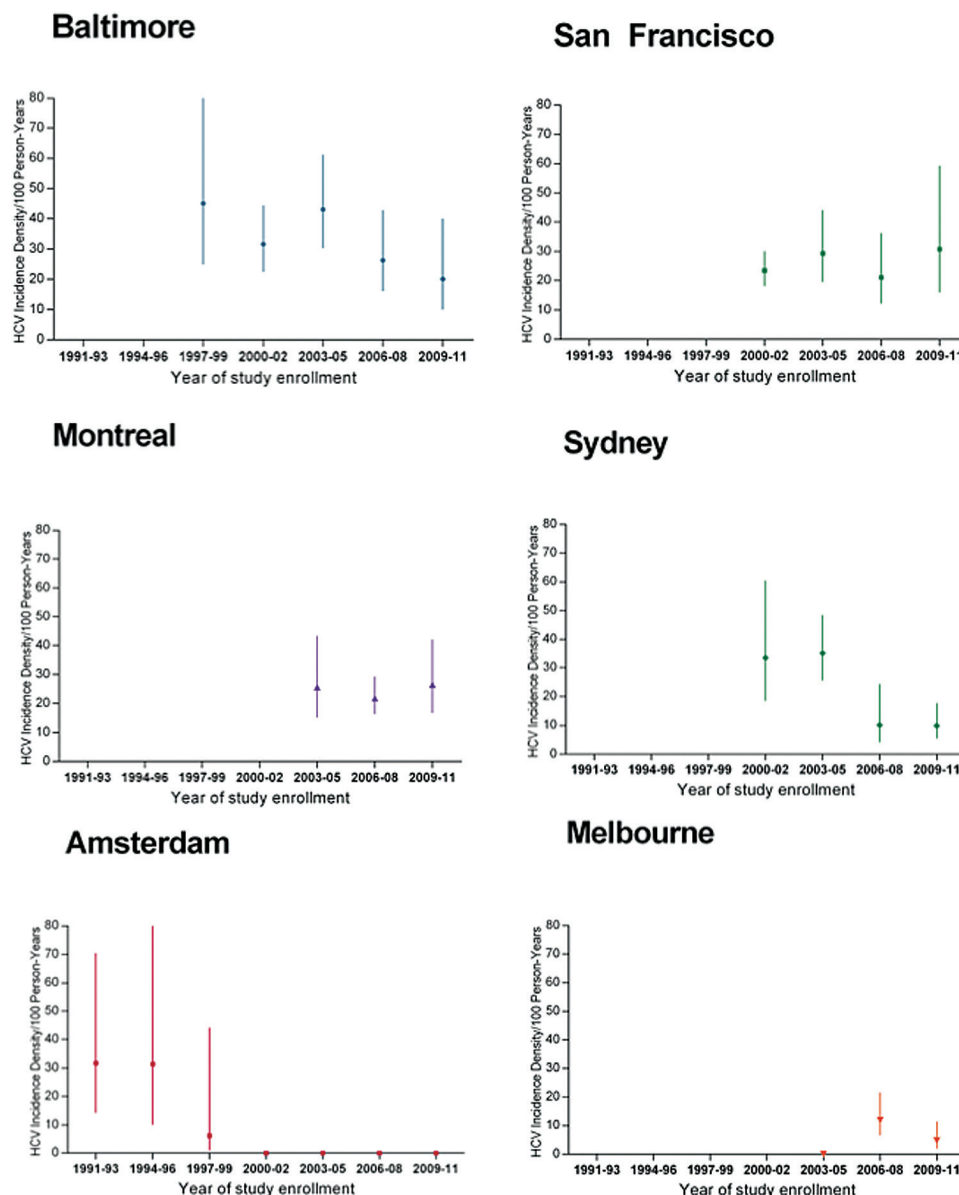 Baltimore
San Francisco
HCV Incidence Density/100 Person-Years
80
70
60
50
40
30
20
10
0
1991-93 1994-96 1997-99 2000-02 2003-05 2006-08 2009-11
Year of study enrollment
HCV Incidence Density/100 Person-Years
80
70
60
50
40
30
20
10
0
1991-93 1994-96 1997-99 2000-02 2003-05 2006-08 2009-11
Year of study enrollment
Montreal
Sydney
HCV Incidence Density/100 Person-Years
80
70
60
50
40
30
20
10
0
1991-93 1994-96 1997-99 2000-02 2003-05 2006-08 2009-11
Year of study enrollment
HCV Incidence Density/100 Person-Years
80
70
60
50
40
30
20
10
0
1991-93 1994-96 1997-99 2000-02 2003-05 2006-08 2009-11
Year of study enrollment
Amsterdam
Melbourne
HCV Incidence Density/100 Person-Years
80
70
60
50
40
30
20
10
0
1991-93 1994-96 1997-99 2000-02 2003-05 2006-08 2009-11
Year of study enrollment
HCV Incidence Density/100 Person-Years
80
70
60
50
40
30
20
10
0
1991-93 1994-96 1997-99 2000-02 2003-05 2006-08 2009-11
Year of study enrollment